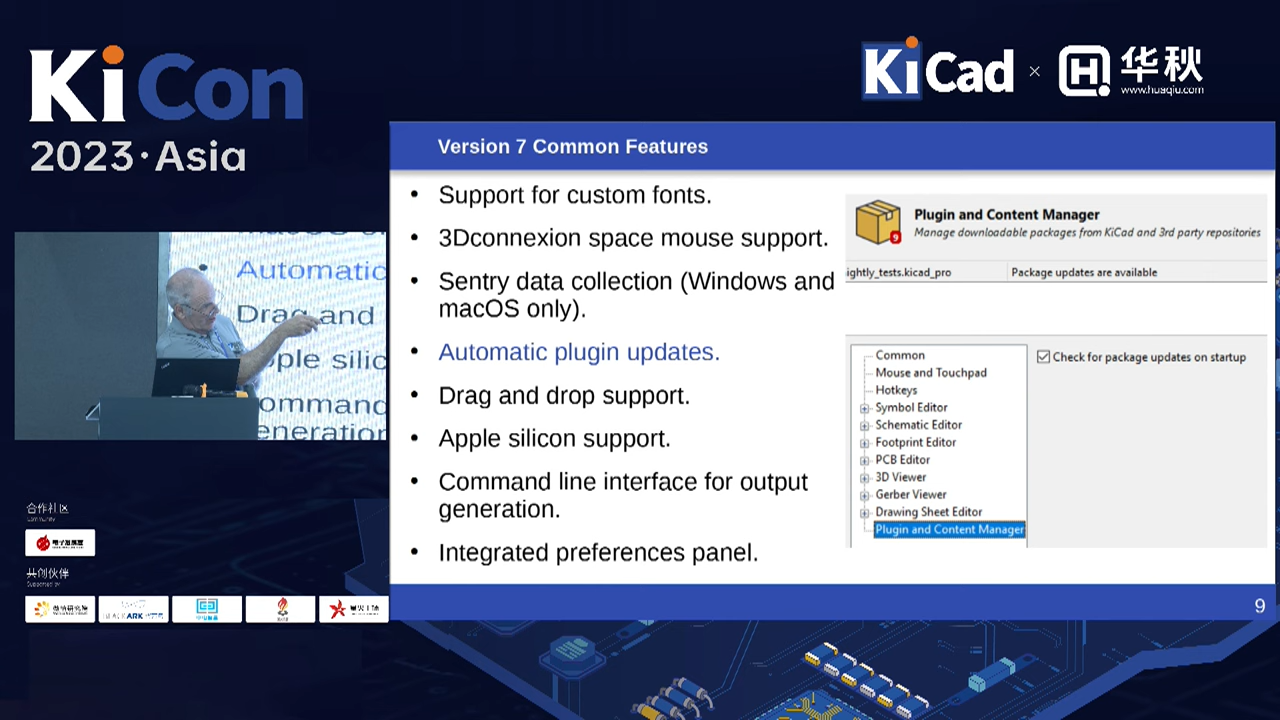 KiCon
2023·Asia
KiCad × H 华秋
www.huaqiu.com
Version 7 Common Features
• Support for custom fonts.
• 3Dconnexion space mouse support.
• Sentry data collection (Windows and
macOS only).
• Automatic plugin updates.
• Drag and drop support.
• Apple silicon support.
• Command line interface for output
generation.
• Integrated preferences panel.
Plugin and Content Manager
Manage downloadable packages from KiCad and 3rd party repositories
9
ightly_tests.kicad_pro
Package updates are available
Common
Mouse and Touchpad
Hotkeys
Symbol Editor
Schematic Editor
Footprint Editor
PCB Editor
3D Viewer
Gerber Viewer
Drawing Sheet Editor
Plugin and Content Manager
Check for package updates on startup
9
Automatic
Drag and
ple silic
ommand
eneration
合作社区
Community
共创伙伴
Supported by